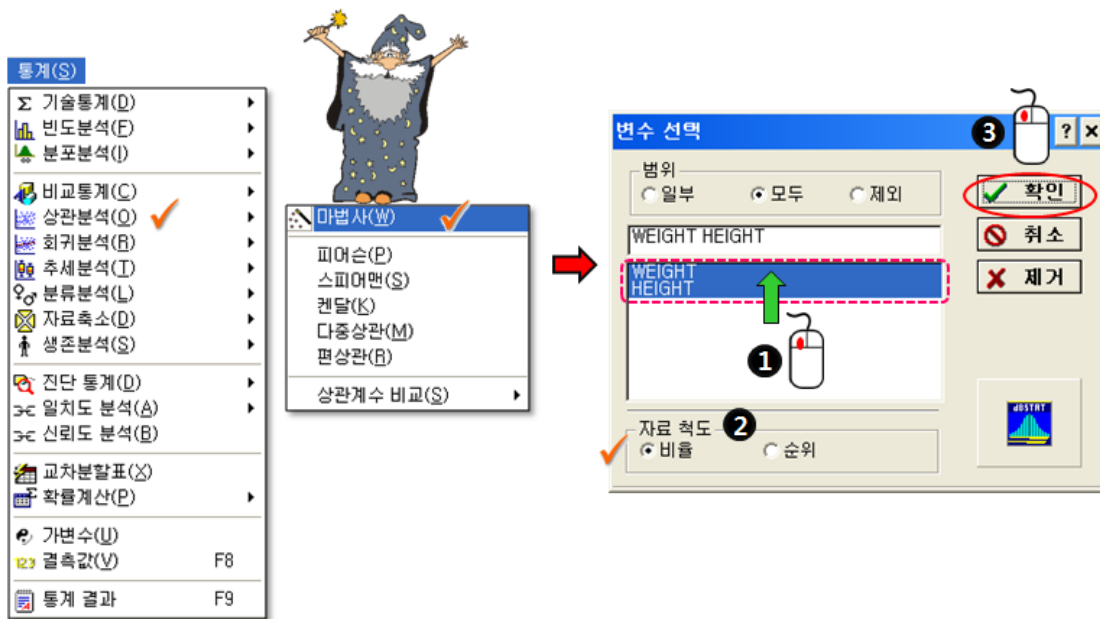 통계(S)
Σ 기술통계(D)
빈도분석(F)
분포분석(I)
비교통계(C)
상관분석(O)
회귀분석(R)
추세분석(T)
분류분석(L)
자료축소(D)
생존분석(S)
진단 통계(D)
일치도 분석(A)
신뢰도 분석(B)
교차분할표(X)
확률계산(P)
가변수(U)
123 결측값(V) F8
통계 결과 F9
마법사(W)
피어슨(P)
스피어맨(S)
켄달(K)
다중상관(M)
편상관(R)
상관계수 비교(S)
변수 선택
3
?
범위
일부 모두 제외
확인
WEIGHT HEIGHT
취소
WEIGHT
HEIGHT
제거
1
자료 척도 2
비율 순위
dBSTAT